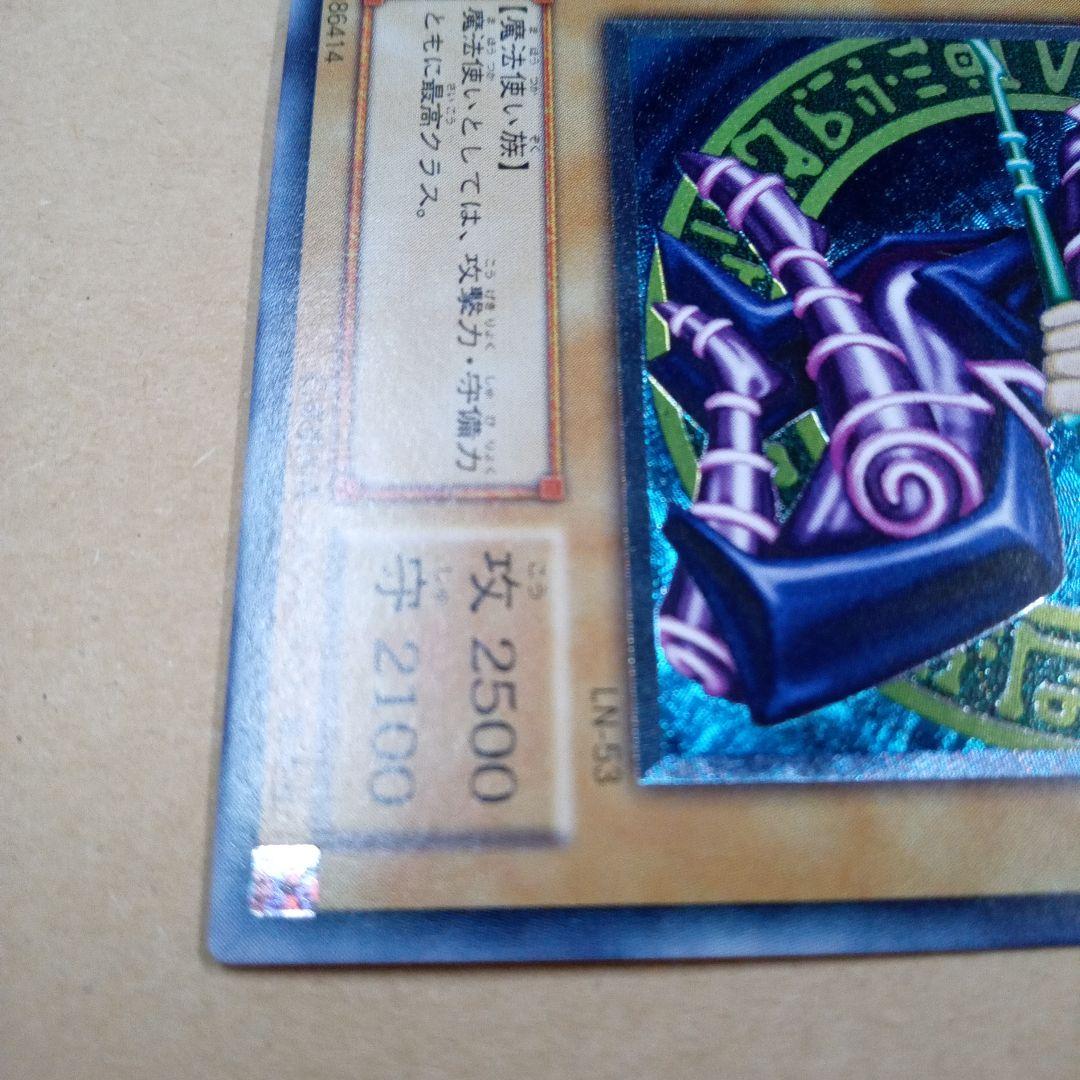 LN-53
【魔法使い族】
魔法使いとしては、攻撃力・守備力
ともに最高クラス。
攻 2500
守 2100
86414